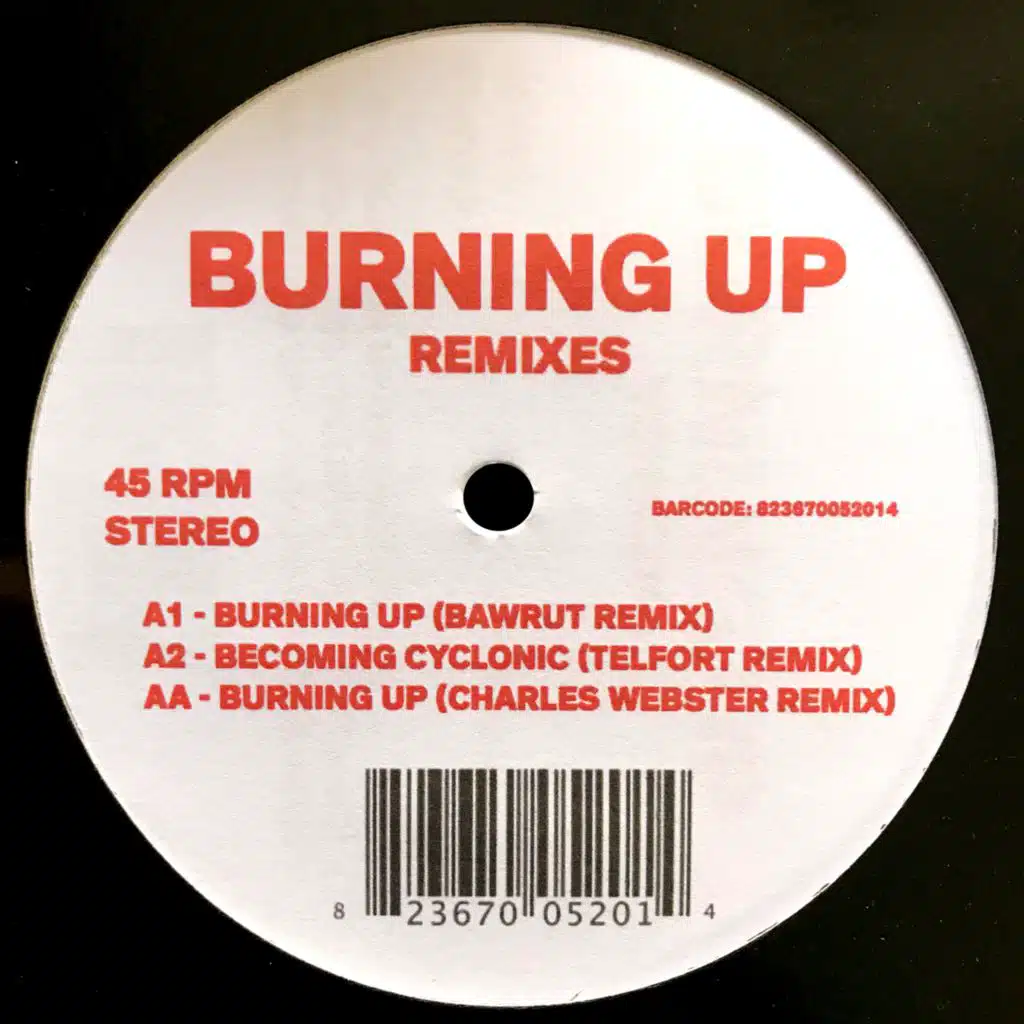 BURNING UP
REMIXES
45 RPM
STEREO
BARCODE: 823670052014
A1 - BURNING UP (BAWRUT REMIX)
A2 - BECOMING CYCLONIC (TELFORT REMIX)
AA - BURNING UP (CHARLES WEBSTER REMIX)
8 23670 05201 4